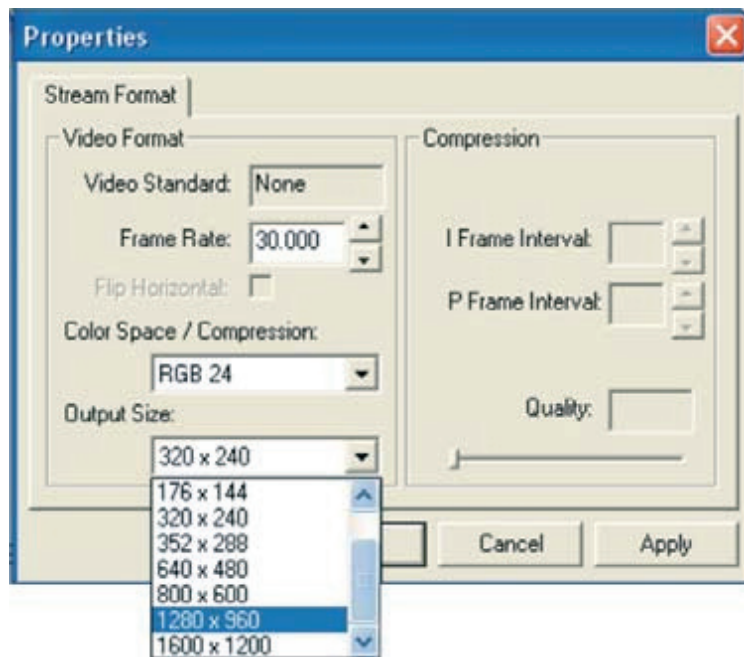 Properties
Stream Format
Video Format
Video Standard: None
Frame Rate: 30.000
Flip Horizontal:
Color Space / Compression:
RGB 24
Output Size:
320 x 240
176 x 144
320 x 240
352 x 288
640 x 480
800 x 600
1280 x 960
1600 x 1200
Compression
I Frame Interval:
P Frame Interval:
Quality:
Cancel
Apply